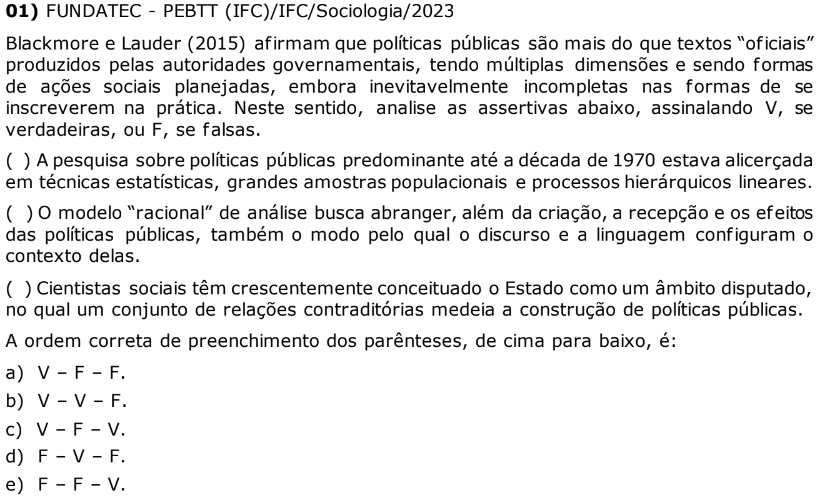 01) FUNDATEC - PEBTT (IFC)/IFC/Sociologia/2023
Blackmore e Lauder (2015) afirmam que políticas públicas são mais do que textos “oficiais”
produzidos pelas autoridades governamentais, tendo múltiplas dimensões e sendo formas
de ações sociais planejadas, embora inevitavelmente incompletas nas formas de se
inscreverem na prática. Neste sentido, analise as assertivas abaixo, assinalando V, se
verdadeiras, ou F, se falsas.
( ) A pesquisa sobre políticas públicas predominante até a década de 1970 estava alicerçada
em técnicas estatísticas, grandes amostras populacionais e processos hierárquicos lineares.
( ) O modelo “racional” de análise busca abranger, além da criação, a recepção e os efeitos
das políticas públicas, também o modo pelo qual o discurso e a linguagem configuram o
contexto delas.
( ) Cientistas sociais têm crescentemente conceituado o Estado como um âmbito disputado,
no qual um conjunto de relações contraditórias medeia a construção de políticas públicas.
A ordem correta de preenchimento dos parênteses, de cima para baixo, é:
a) V – F – F.
b) V – V – F.
c) V – F – V.
d) F – V – F.
e) F – F – V.